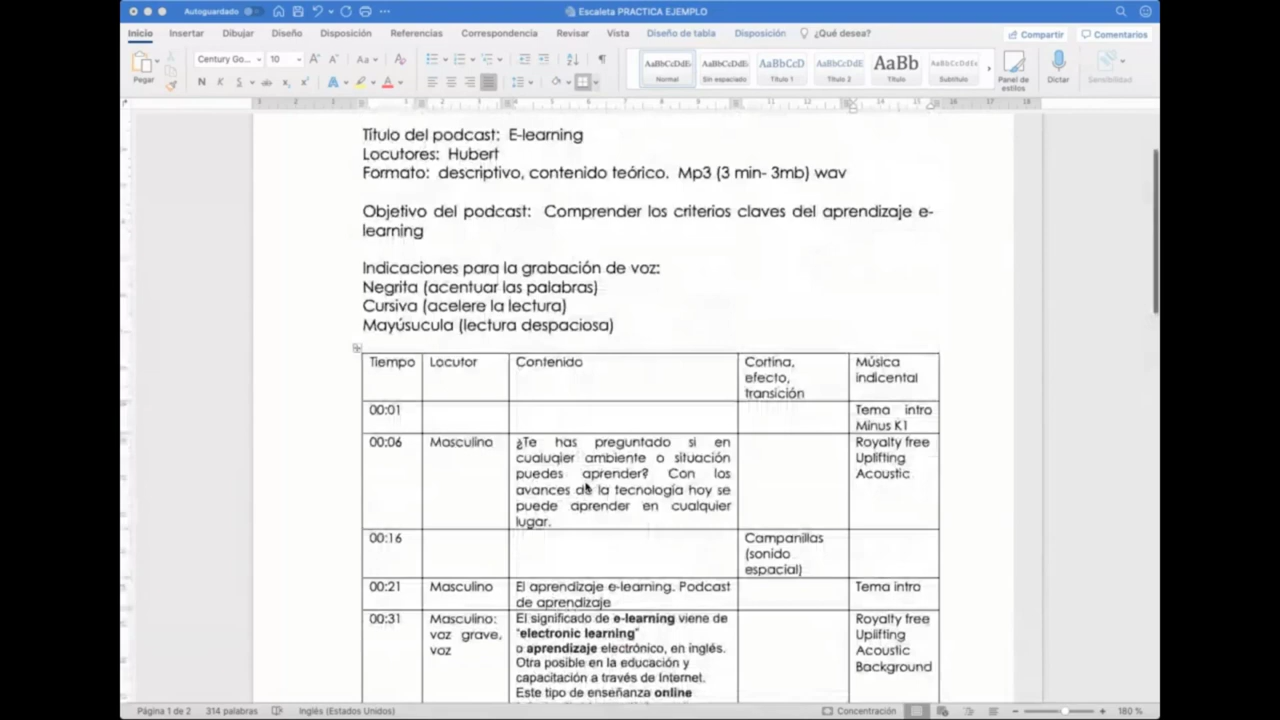 Autoguardado
Escaleta PRACTICA EJEMPLO
Inicio Insertar Dibujar Diseño Disposición Referencias Correspondencia Revisar Vista Diseño de tabla Disposición ¿Qué desea? Compartir Comentarios
Pegar
Century Go... 10
N K S
AaBbCcDdEe AaBbCcDdEe AaBbCcD AaBbCcDdE AaBb AaBbCcDdEe
Normal Sin espaciado Título 1 Título 2 Título Subtítulo
Panel de estilos
Dictar
Sensibilidad
Título del podcast: E-learning
Locutores: Hubert
Formato: descriptivo, contenido teórico. Mp3 (3 min- 3mb) wav
Objetivo del podcast: Comprender los criterios claves del aprendizaje e-
learning
Indicaciones para la grabación de voz:
Negrita (acentuar las palabras)
Cursiva (acelere la lectura)
Mayúsucula (lectura despaciosa)
Tiempo Locutor Contenido Cortina, Música
efecto, indicental
transición
00:01 Tema intro
Minus K1
00:06 Masculino ¿Te has preguntado si en Royalty free
cualuqier ambiente o situación Uplifting
puedes aprender? Con los Acoustic
avances de la tecnología hoy se
puede aprender en cualquier
lugar.
00:16 Campanillas
(sonido
espacial)
00:21 Masculino El aprendizaje e-learning. Podcast Tema intro
de aprendizaje
00:31 Masculino: El significado de e-learning viene de Royalty free
voz grave, "electronic learning" Uplifting
voz o aprendizaje electrónico, en inglés. Acoustic
Otra posible en la educación y Background
capacitación a través de Internet.
Este tipo de enseñanza online
Página 1 de 2 314 palabras Inglés (Estados Unidos) Concentración 180 %